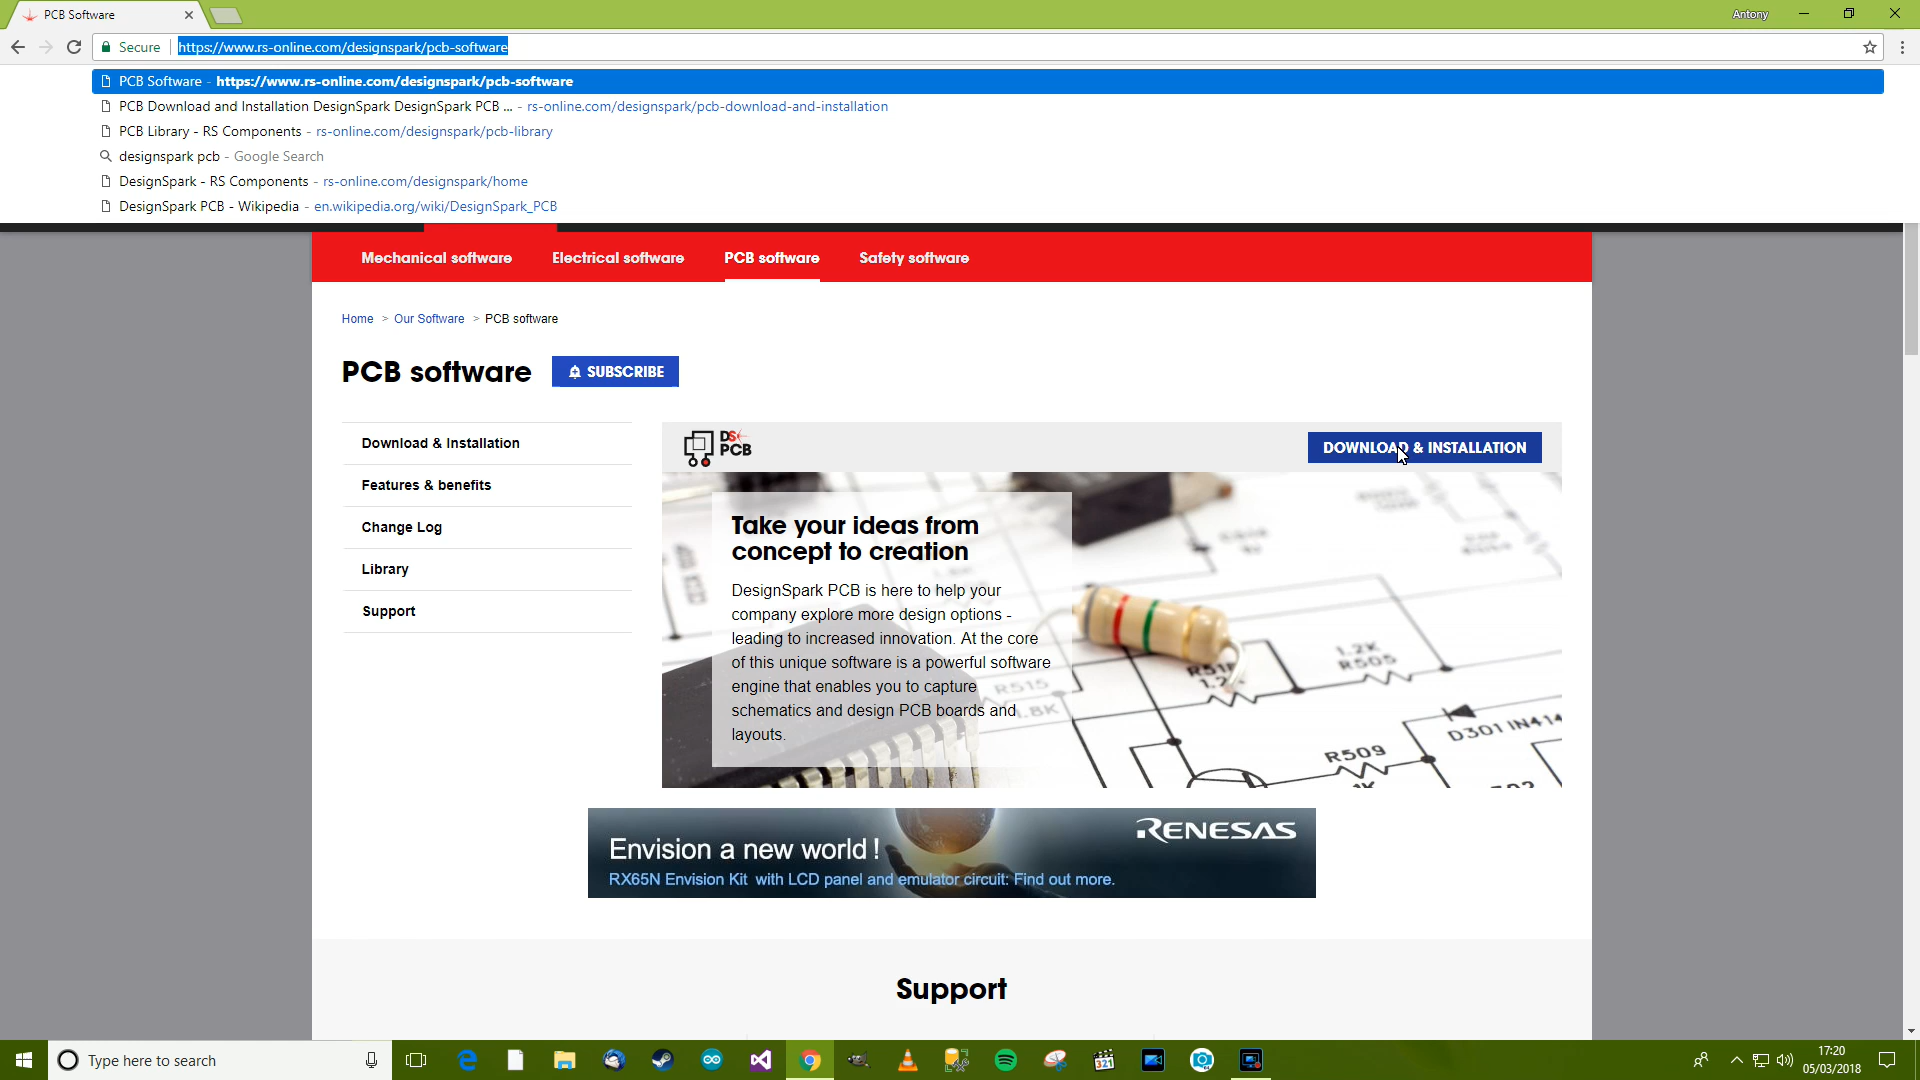 PCB Software
Antony
Secure
https://www.rs-online.com/designspark/pcb-software
PCB Software - https://www.rs-online.com/designspark/pcb-software
PCB Download and Installation DesignSpark DesignSpark PCB ... - rs-online.com/designspark/pcb-download-and-installation
PCB Library - RS Components - rs-online.com/designspark/pcb-library
designspark pcb - Google Search
DesignSpark - RS Components - rs-online.com/designspark/home
DesignSpark PCB - Wikipedia - en.wikipedia.org/wiki/DesignSpark_PCB
Mechanical software Electrical software PCB software Safety software
Home > Our Software > PCB software
PCB software
SUBSCRIBE
Download & Installation
Features & benefits
Change Log
Library
Support
DS PCB
DOWNLOAD & INSTALLATION
Take your ideas from
concept to creation
DesignSpark PCB is here to help your
company explore more design options -
leading to increased innovation. At the core
of this unique software is a powerful software
engine that enables you to capture
schematics and design PCB boards and
layouts.
R515
1.8K
1.2K
R505
R509
1K
RENESAS
Envision a new world !
RX65N Envision Kit with LCD panel and emulator circuit: Find out more.
Support
Type here to search
321
17:20
05/03/2018